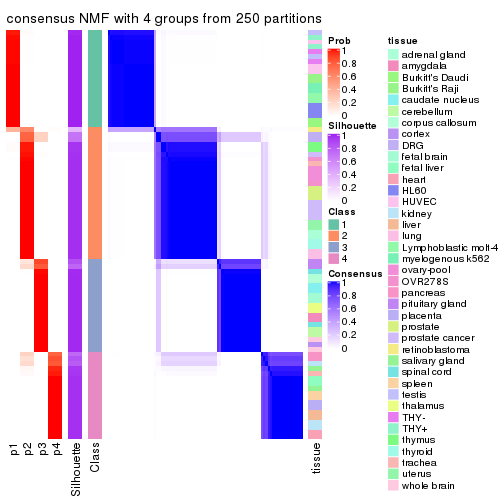 consensus NMF with 4 groups from 250 partitions
p1
p2
p3
p4
Silhouette
Class
tissue
Prob
1
0.8
0.6
0.4
0.2
0
Silhouette
1
0.8
0.6
0.4
0.2
0
Class
1
2
3
4
Consensus
1
0.8
0.6
0.4
0.2
0
tissue
adrenal gland
amygdala
Burkitt's Daudi
Burkitt's Raji
caudate nucleus
cerebellum
corpus callosum
cortex
DRG
fetal brain
fetal liver
heart
HL60
HUVEC
kidney
liver
lung
Lymphoblastic molt-4
myelogenous k562
ovary-pool
OVR278S
pancreas
pituitary gland
placenta
prostate
prostate cancer
retinoblastoma
salivary gland
spinal cord
spleen
testis
thalamus
THY-
THY+
thymus
thyroid
trachea
uterus
whole brain